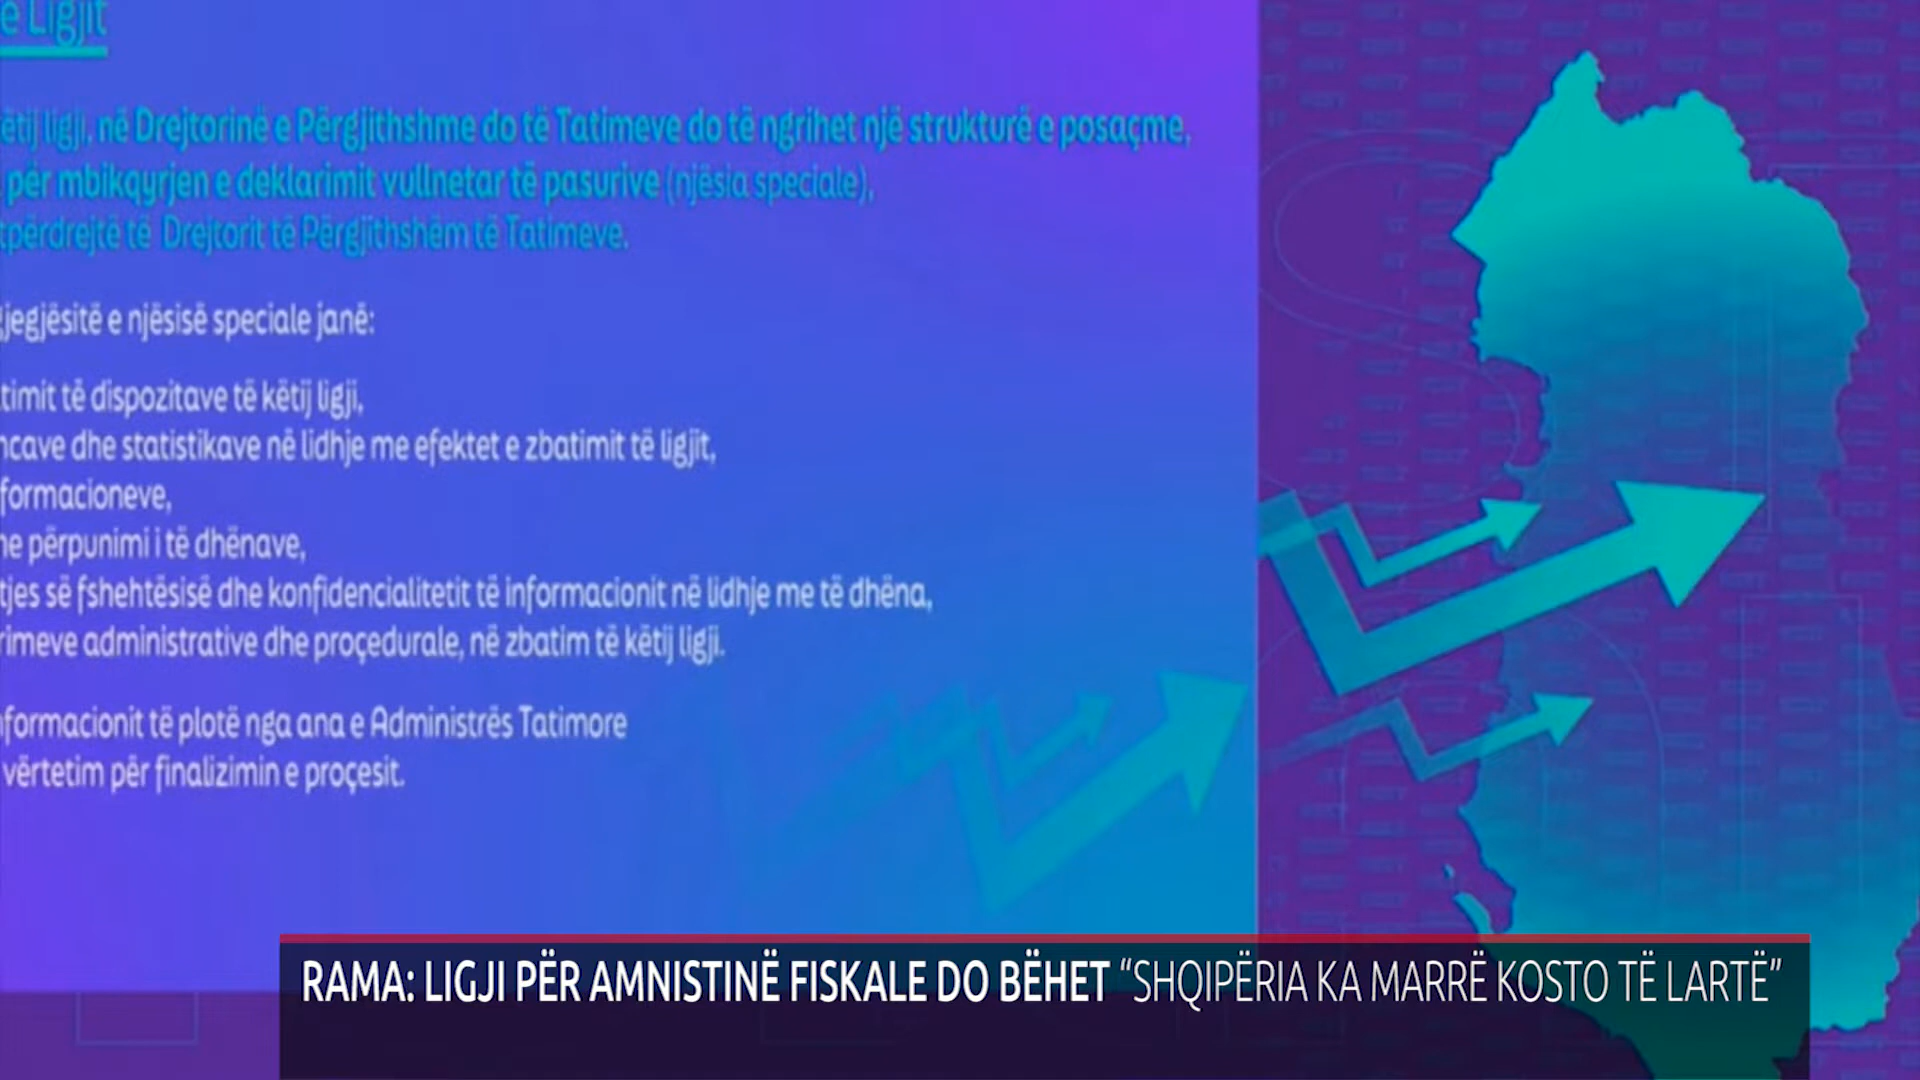 e Ligjit
këtij ligji, në Drejtorinë e Përgjithshme do të Tatimeve do të ngrihet një strukturë e posaçme,
për mbikqyrjen e deklarimit vullnetar të pasurive (njësia speciale),
tpërdrejtë të Drejtorit të Përgjithshëm të Tatimeve.
gjegjësitë e njësisë speciale janë:
timit të dispozitave të këtij ligji,
ncave dhe statistikave në lidhje me efektet e zbatimit të ligjit,
formacioneve,
he përpunimi i të dhënave,
tjes së fshehtësisë dhe konfidencialitetit të informacionit në lidhje me të dhëna,
rimeve administrative dhe proçedurale, në zbatim të këtij ligji.
nformacionit të plotë nga ana e Administrës Tatimore
vërtetim për finalizimin e proçesit.
RAMA: LIGJI PËR AMNISTINË FISKALE DO BËHET “SHQIPËRIA KA MARRË KOSTO TË LARTË”